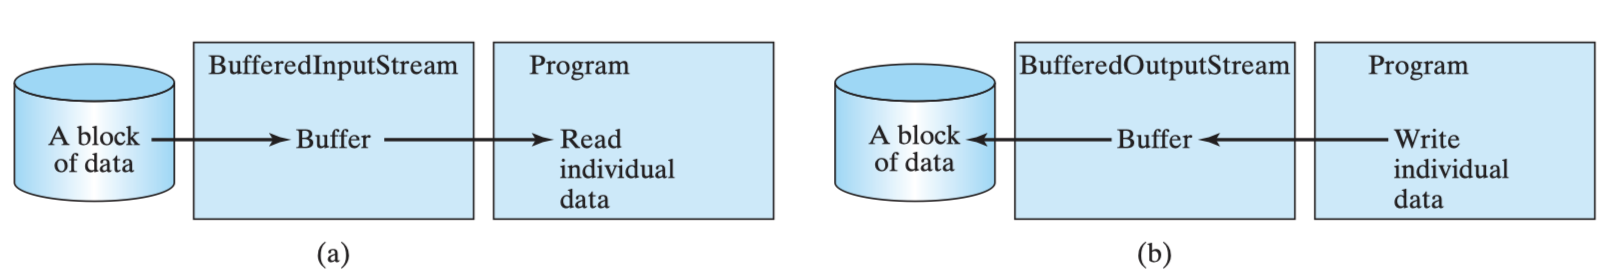 BufferedInputStream
Program
A block
of data
Buffer
Read
individual
data
(a)
BufferedOutputStream
Program
A block
of data
Buffer
Write
individual
data
(b)